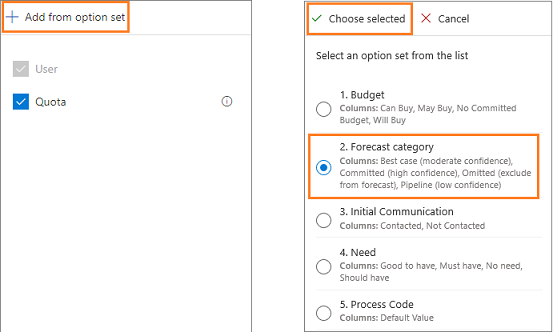 + Add from option set
User
Quota
Choose selected
Cancel
Select an option set from the list
1. Budget
Columns: Can Buy, May Buy, No Committed
Budget, Will Buy
2. Forecast category
Columns: Best case (moderate confidence),
Committed (high confidence), Omitted (exclude
from forecast), Pipeline (low confidence)
3. Initial Communication
Columns: Contacted, Not Contacted
4. Need
Columns: Good to have, Must have, No need,
Should have
5. Process Code
Columns: Default Value